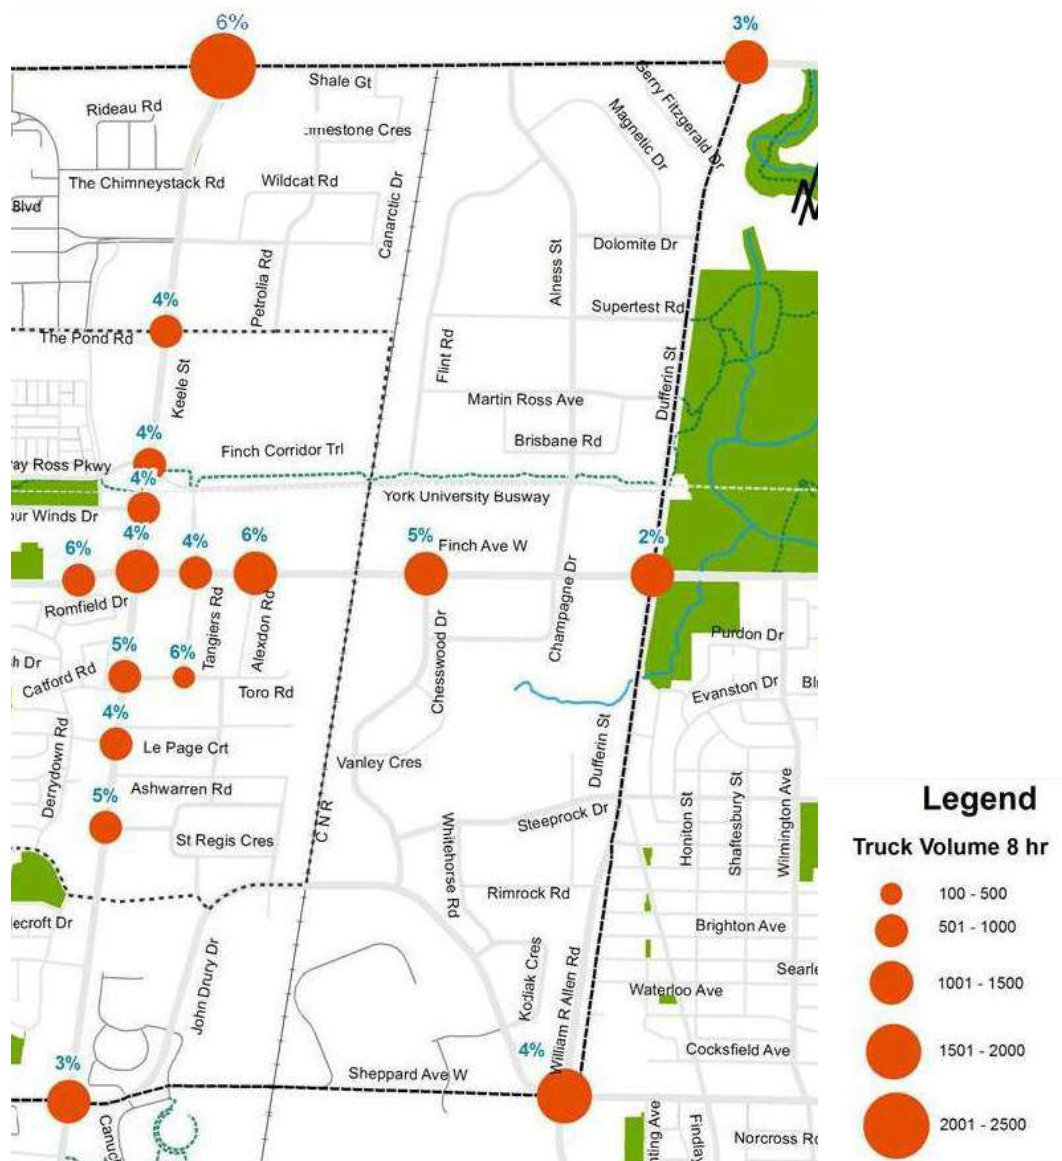 6%
3%
Shale Gt
Gerry Fitzgerald Dr
Rideau Rd
Magnetic Dr
The Chimneystack Rd
Wildcat Rd
Canarctic Dr
Blvd
Dolomite Dr
Petrolia Rd
Alness St
4%
Supertest Rd
The Pond Rd
Flint Rd
Keele St
Dufferin St
Martin Ross Ave
4%
Brisbane Rd
Finch Corridor Trl
Ross Pkwy
4%
York University Busway
Winds Dr
6%
4%
4%
6%
5%
Finch Ave W
2%
Romfield Dr
Tangiers Rd
Alexdon Rd
Chesswood Dr
Champagne Dr
Purdon Dr
5%
6%
Catford Rd
Toro Rd
Evanston Dr
4%
Derrydown Rd
Le Page Crt
Dufferin St
Vanley Cres
5%
Ashwarren Rd
CNR
Steeprock Dr
Honiton St
Shaftesbury St
Wilmington Ave
St Regis Cres
Whitehorse Rd
Rimrock Rd
Brighton Ave
John Drury Dr
Kodiak Cres
William R Allen Rd
Waterloo Ave
3%
4%
Sheppard Ave W
Cocksfield Ave
Norcross
Legend
Truck Volume 8 hr
100 - 500
501 - 1000
1001 - 1500
1501 - 2000
2001 - 2500